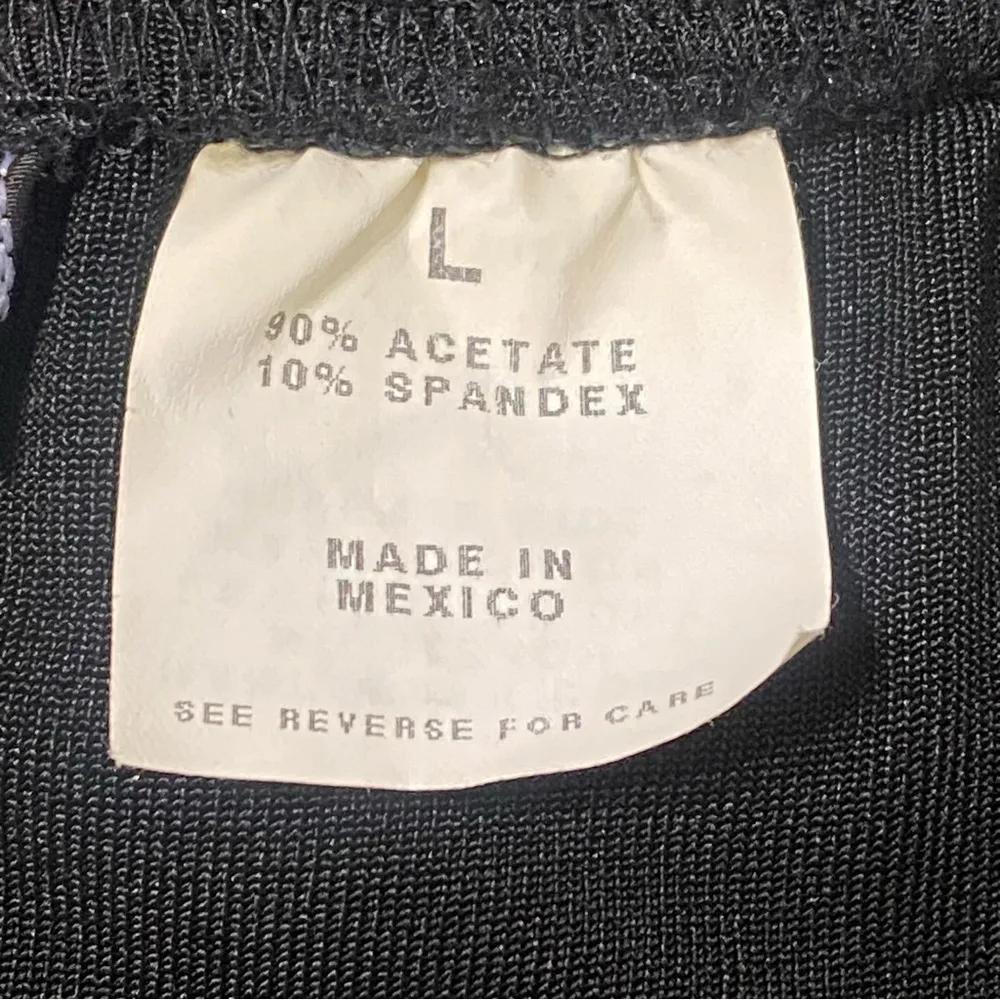 L
90% ACETATE
10% SPANDEX
MADE IN
MEXICO
SEE REVERSE FOR CARE